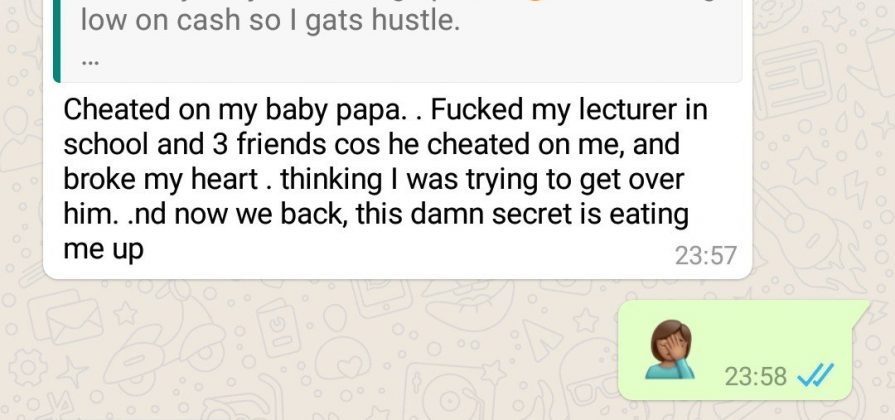 low on cash so I gats hustle.
...
Cheated on my baby papa. . Fucked my lecturer in
school and 3 friends cos he cheated on me, and
broke my heart . thinking I was trying to get over
him. .nd now we back, this damn secret is eating
me up
23:57
23:58